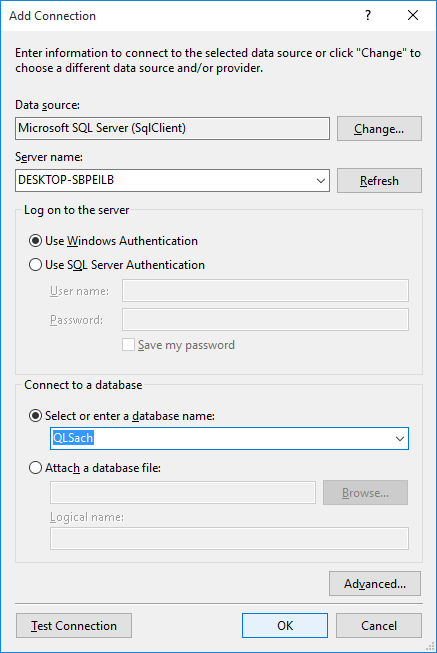 Add Connection
?
Enter information to connect to the selected data source or click "Change" to
choose a different data source and/or provider.
Data source:
Microsoft SQL Server (SqlClient)
Change...
Server name:
DESKTOP-SBPEILB
Refresh
Log on to the server
Use Windows Authentication
Use SQL Server Authentication
User name:
Password:
Save my password
Connect to a database
Select or enter a database name:
QLSach
Attach a database file:
Browse...
Logical name:
Advanced...
Test Connection
OK
Cancel